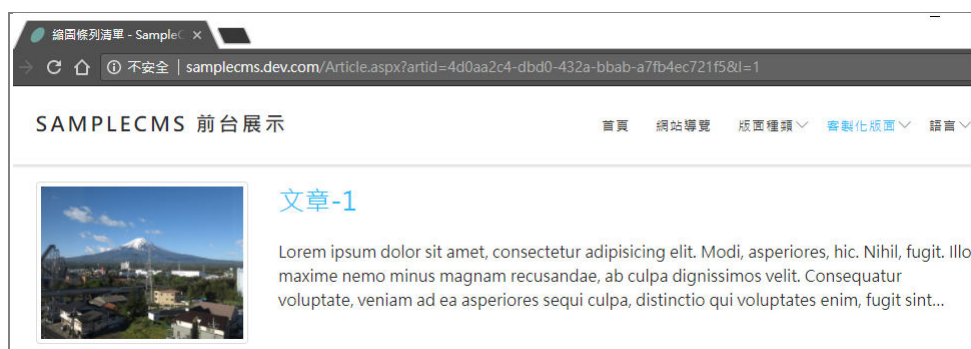 縮圖條列清單 - SampleC
不安全 | samplecms.dev.com/Article.aspx?artid=4d0aa2c4-dbd0-432a-bbab-a7fb4ec721f5&l=1
SAMPLECMS 前台展示
首頁 網站導覽 版面種類 客製化版面 語言
文章-1
Lorem ipsum dolor sit amet, consectetur adipisicing elit. Modi, asperiores, hic. Nihil, fugit. Illo
maxime nemo minus magnam recusandae, ab culpa dignissimos velit. Consequatur
voluptate, veniam ad ea asperiores sequi culpa, distinctio qui voluptates enim, fugit sint...